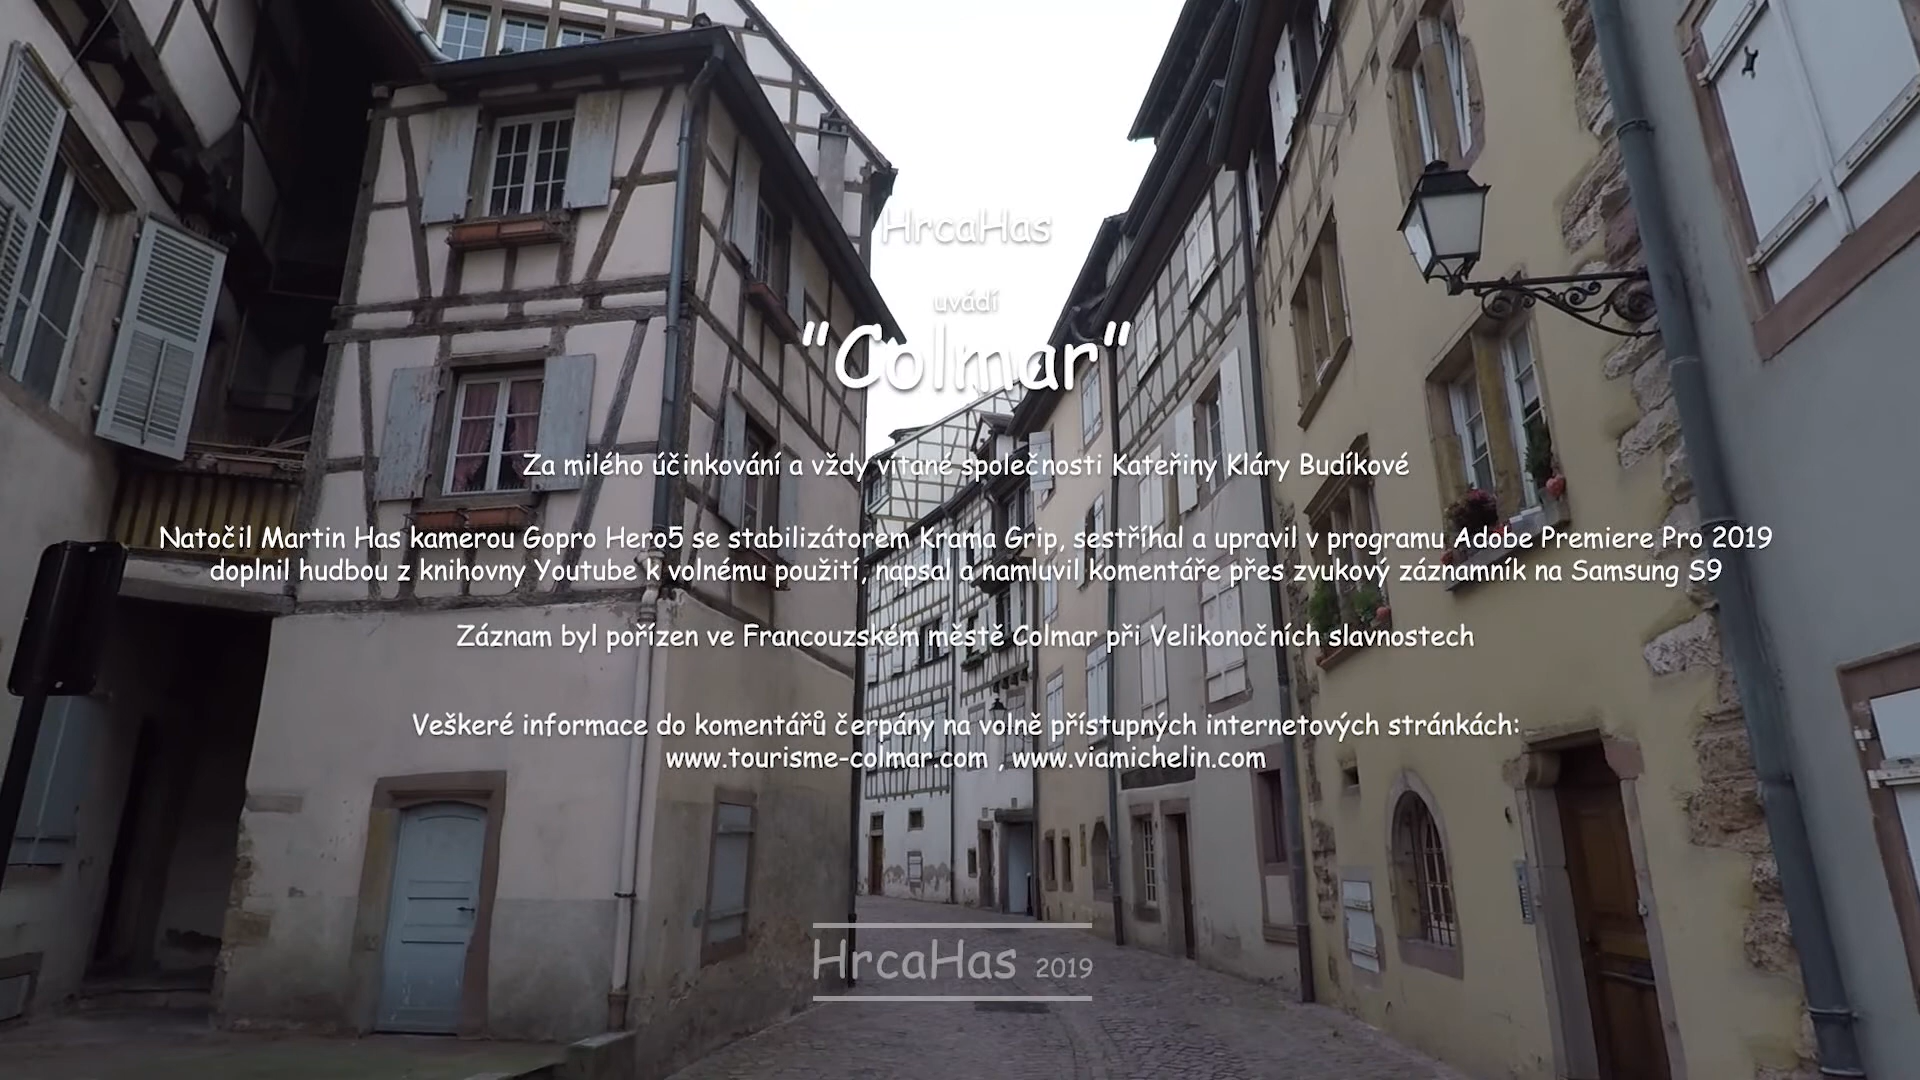 HrcaHas
uvádí
"Colmar"
Za milého účinkování a vždy vítané společnosti Kateřiny Kláry Budíkové
Natočil Martin Has kamerou Gopro Hero5 se stabilizátorem Krama Grip, sestříhal a upravil v programu Adobe Premiere Pro 2019
doplnil hudbou z knihovny Youtube k volnému použití, napsal a namluvil komentáře přes zvukový záznamník na Samsung S9
Záznam byl pořízen ve Francouzském městě Colmar při Velikonočních slavnostech
Veškeré informace do komentářů čerpány na volně přístupných internetových stránkách:
www.tourisme-colmar.com , www.viamichelin.com
HrcaHas 2019